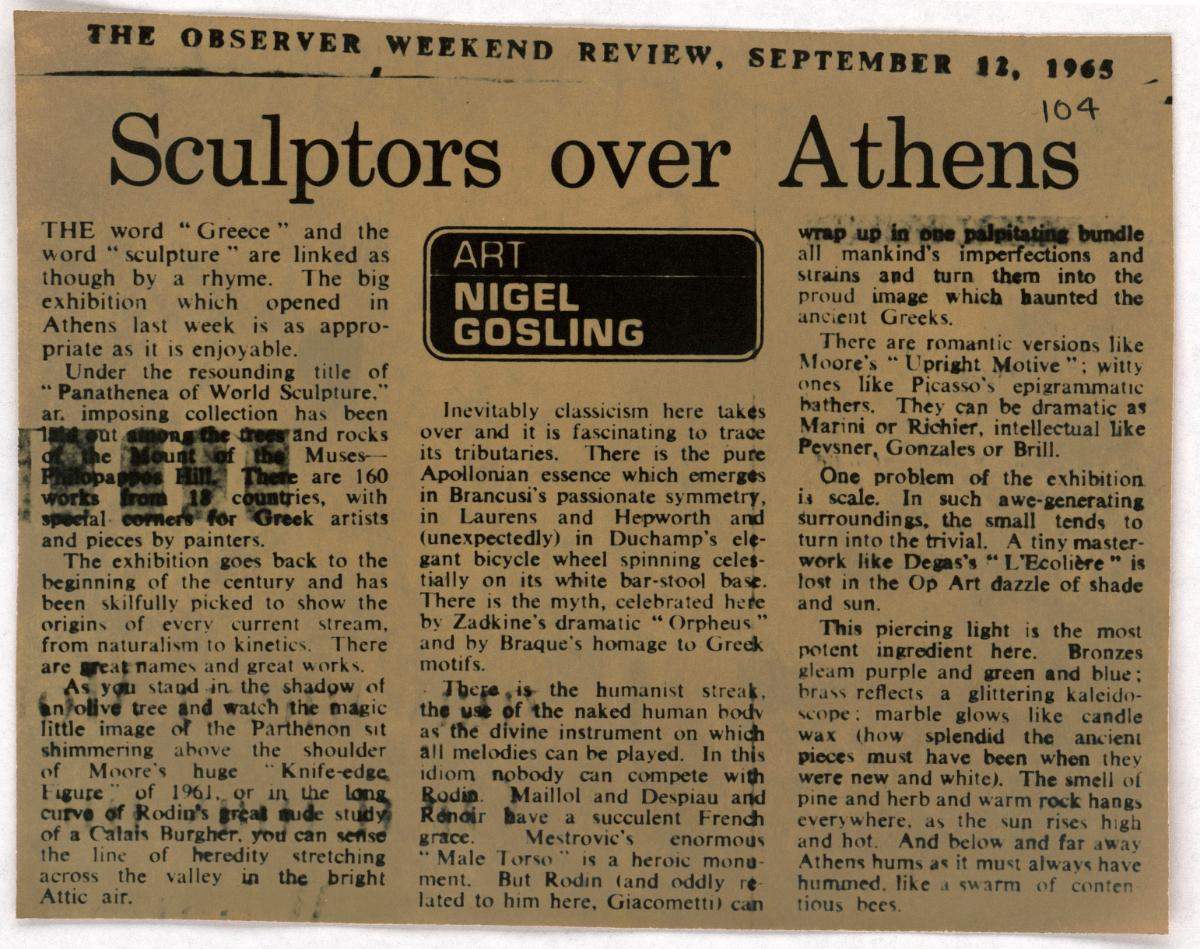 THE OBSERVER WEEKEND REVIEW, SEPTEMBER 12, 1965
104
Sculptors over Athens
THE word "Greece" and the
word "sculpture" are linked as
though by a rhyme. The big
exhibition which opened in
Athens last week is as appro-
priate as it is enjoyable.
Under the resounding title of
"Panathenea of World Sculpture,"
an imposing collection has been
laid out among the trees and rocks
of the Mount of the Muses—
Philopappos Hill. There are 160
works from 18 countries, with
special corners for Greek artists
and pieces by painters.
The exhibition goes back to the
beginning of the century and has
been skilfully picked to show the
origins of every current stream,
from naturalism to kinetics. There
are great names and great works.
As you stand in the shadow of
an olive tree and watch the magic
little image of the Parthenon sit
shimmering above the shoulder
of Moore's huge "Knife-edge
Figure" of 1961, or in the long
curve of Rodin's great nude study
of a Calais Burgher, you can sense
the line of heredity stretching
across the valley in the bright
Attic air.
ART
NIGEL
GOSLING
Inevitably classicism here takes
over and it is fascinating to trace
its tributaries. There is the pure
Apollonian essence which emerges
in Brancusi's passionate symmetry,
in Laurens and Hepworth and
(unexpectedly) in Duchamp's ele-
gant bicycle wheel spinning celes-
tially on its white bar-stool base.
There is the myth, celebrated here
by Zadkine's dramatic "Orpheus"
and by Braque's homage to Greek
motifs.
There is the humanist streak,
the use of the naked human body
as the divine instrument on which
all melodies can be played. In this
idiom nobody can compete with
Rodin. Maillol and Despiau and
Renoir have a succulent French
grace. Mestrovic's enormous
"Male Torso" is a heroic monu-
ment. But Rodin (and oddly re-
lated to him here, Giacometti) can
wrap up in one palpitating bundle
all mankind's imperfections and
strains and turn them into the
proud image which haunted the
ancient Greeks.
There are romantic versions like
Moore's "Upright Motive"; witty
ones like Picasso's epigrammatic
bathers. They can be dramatic as
Marini or Richier, intellectual like
Pevsner, Gonzales or Brill.
One problem of the exhibition
is scale. In such awe-generating
surroundings, the small tends to
turn into the trivial. A tiny master-
work like Degas's "L'Ecolière" is
lost in the Op Art dazzle of shade
and sun.
This piercing light is the most
potent ingredient here. Bronzes
gleam purple and green and blue;
brass reflects a glittering kaleido-
scope; marble glows like candle
wax (how splendid the ancient
pieces must have been when they
were new and white). The smell of
pine and herb and warm rock hangs
everywhere, as the sun rises high
and hot. And below and far away
Athens hums as it must always have
hummed, like a swarm of conten-
tious bees.